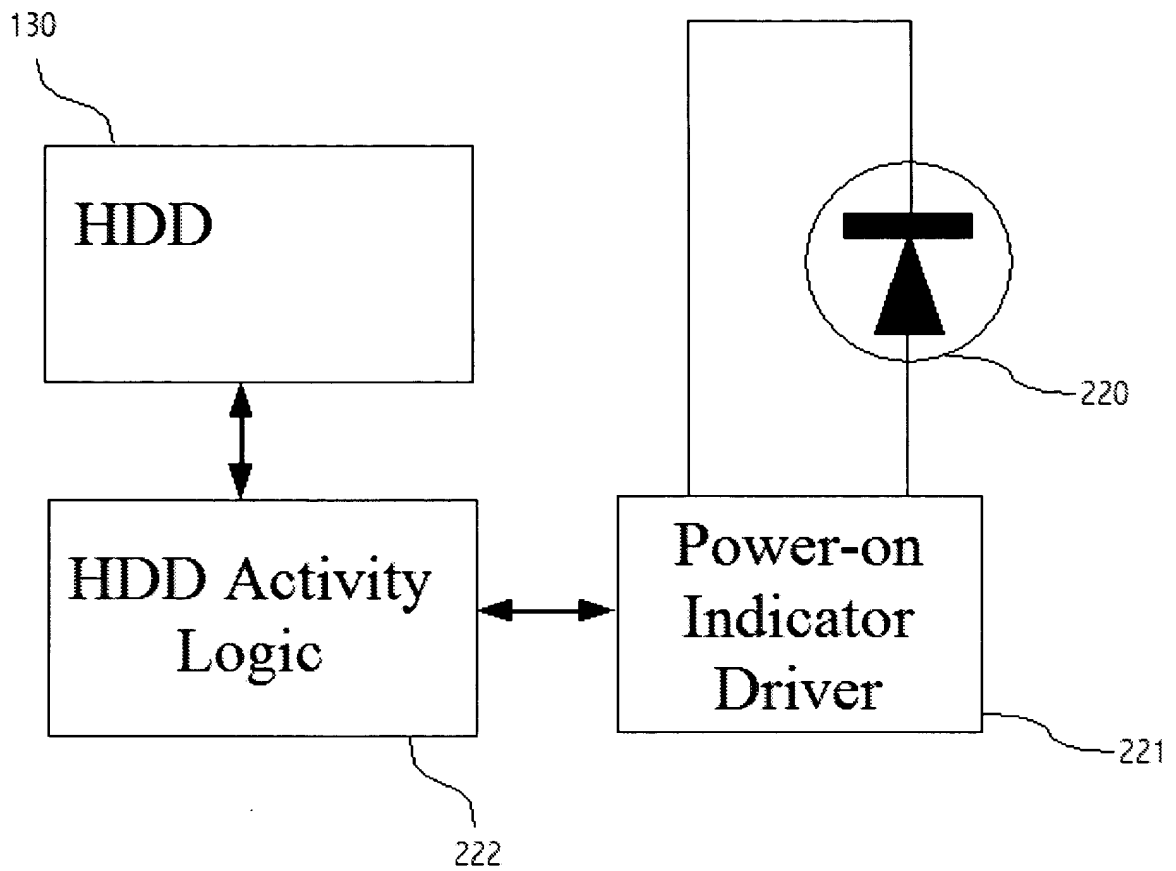 130
HDD
220
HDD Activity
Logic
Power-on
Indicator
Driver
221
222